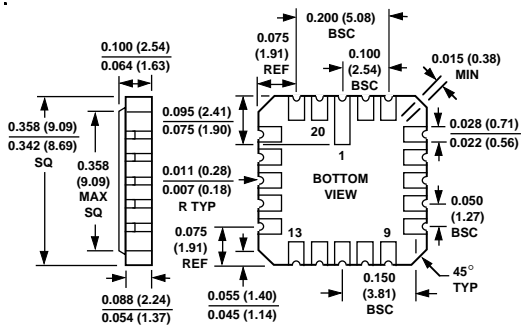 0.200 (5.08)
BSC
0.075
(1.91)
REF
0.100
(2.54)
BSC
0.015 (0.38)
MIN
0.100 (2.54)
0.064 (1.63)
0.095 (2.41)
0.075 (1.90)
0.028 (0.71)
0.022 (0.56)
0.358 (9.09)
0.342 (8.69)
SQ
0.358
(9.09)
MAX
SQ
20
1
0.011 (0.28)
0.007 (0.18)
R TYP
BOTTOM
VIEW
0.050
(1.27)
BSC
0.075
(1.91)
REF
13
9
0.088 (2.24)
0.054 (1.37)
0.055 (1.40)
0.045 (1.14)
0.150
(3.81)
BSC
45°
TYP